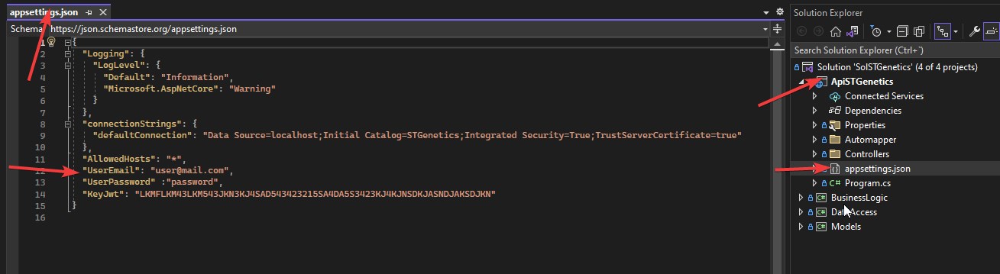 appsettings.json
Schema: https://json.schemastore.org/appsettings.json
1 {
2 "Logging": {
3 "LogLevel": {
4 "Default": "Information",
5 "Microsoft.AspNetCore": "Warning"
6 }
7 },
8 "connectionStrings": {
9 "defaultConnection": "Data Source=localhost;Initial Catalog=STGenetics;Integrated Security=True;TrustServerCertificate=true"
10 },
11 "AllowedHosts": "*",
12 "UserEmail": "user@mail.com",
13 "UserPassword" :"password",
14 "KeyJwt": "LKMFLKM43LKM543JKN3KJ4SAD543423215SA4DA5S3423KJ4KJNSDKJASNDJAKSDJKN"
15 }
16
Solution Explorer
Search Solution Explorer (Ctrl+`)
Solution 'SolSTGenetics' (4 of 4 projects)
ApiSTGenetics
Connected Services
Dependencies
Properties
Automapper
Controllers
appsettings.json
C# Program.cs
C# BusinessLogic
C# DataAccess
C# Models